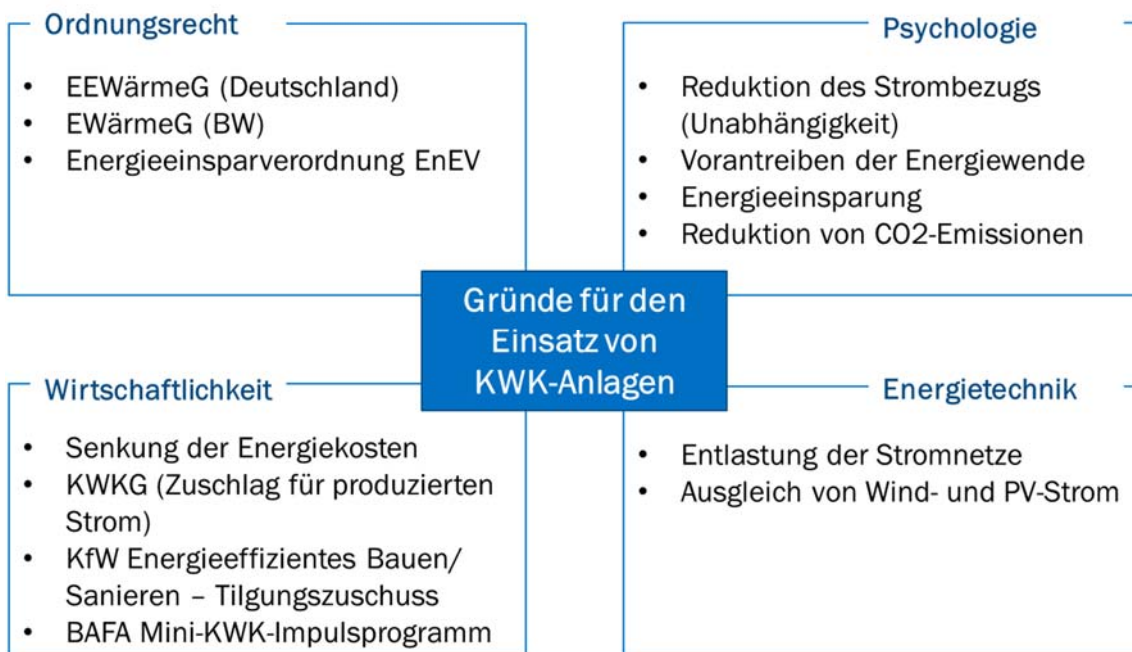 Ordnungsrecht
• EEWärmeG (Deutschland)
• EWärmeG (BW)
• Energieeinsparverordnung EnEV
Psychologie
• Reduktion des Strombezugs
(Unabhängigkeit)
• Vorantreiben der Energiewende
• Energieeinsparung
• Reduktion von CO2-Emissionen
Gründe für den
Einsatz von
KWK-Anlagen
Wirtschaftlichkeit
• Senkung der Energiekosten
• KWKG (Zuschlag für produzierten
Strom)
• KfW Energieeffizientes Bauen/
Sanieren – Tilgungszuschuss
• BAFA Mini-KWK-Impulsprogramm
Energietechnik
• Entlastung der Stromnetze
• Ausgleich von Wind- und PV-Strom